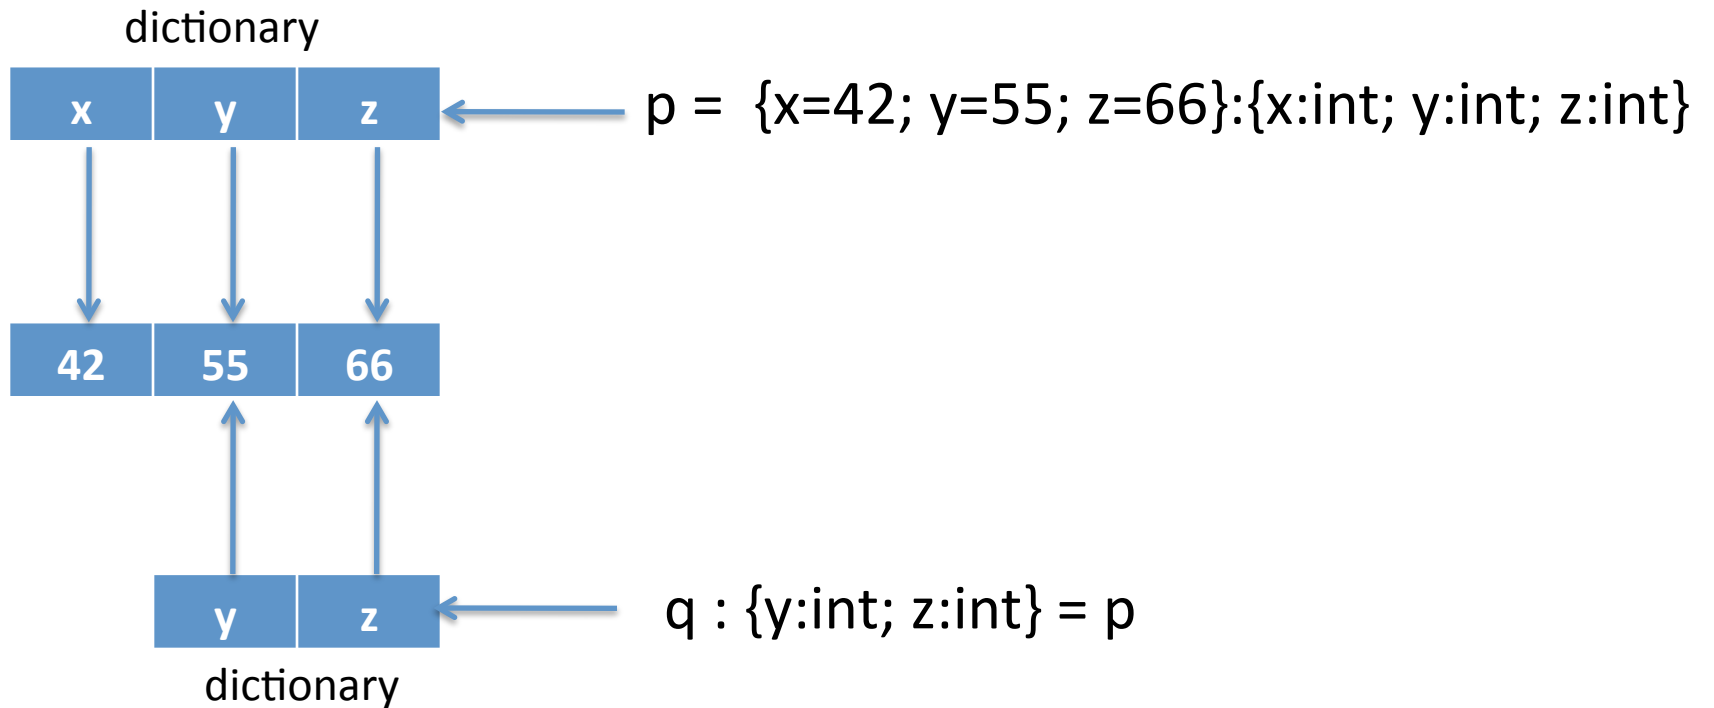 dictionary
x y z
p = {x=42; y=55; z=66}:{x:int; y:int; z:int}
42 55 66
y z
q : {y:int; z:int} = p
dictionary